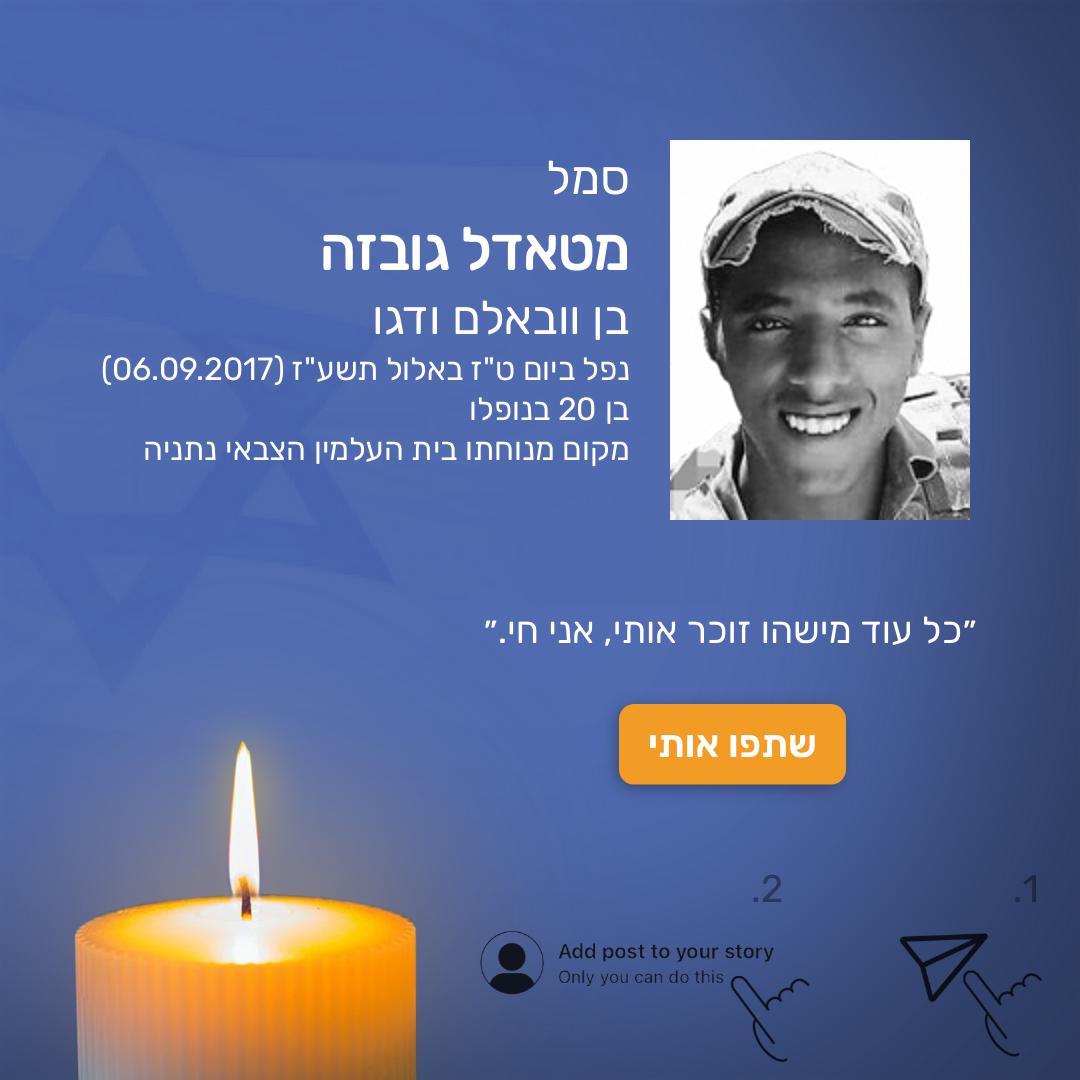 סמל
מטאדל גובזה
בן וובאלם ודגו
נפל ביום ט"ז באלול תשע"ז (06.09.2017)
בן 20 בנופלו
מקום מנוחתו בית העלמין הצבאי נתניה
״כל עוד מישהו זוכר אותי, אני חי.״
שתפו אותי
1.
2.
Add post to your story
Only you can do this